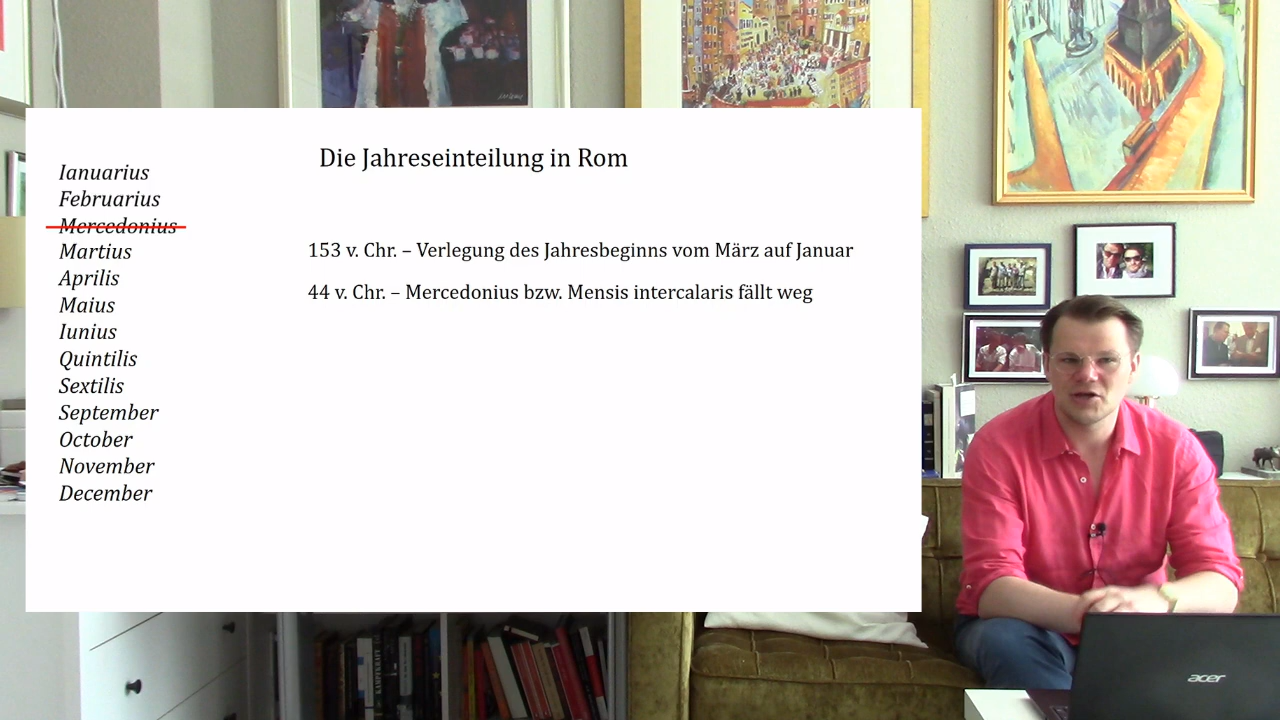 Die Jahreseinteilung in Rom
Ianuarius
Februarius
Mercedonius
Martius
Aprilis
Maius
Iunius
Quintilis
Sextilis
September
October
November
December
153 v. Chr. – Verlegung des Jahresbeginns vom März auf Januar
44 v. Chr. – Mercedonius bzw. Mensis intercalaris fällt weg
acer